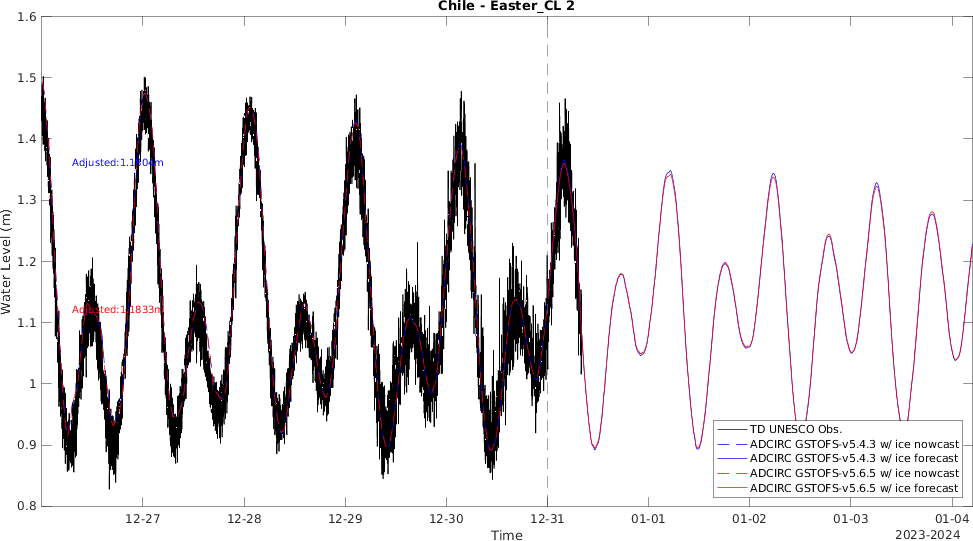 Chile - Easter_CL 2
Water Level (m)
1.6
1.5
1.4
1.3
1.2
1.1
1
0.9
0.8
Adjusted:1.1804m
Adjusted:1.1833m
TD UNESCO Obs.
ADCIRC GSTOFS-v5.4.3 w/ ice nowcast
ADCIRC GSTOFS-v5.4.3 w/ ice forecast
ADCIRC GSTOFS-v5.6.5 w/ ice nowcast
ADCIRC GSTOFS-v5.6.5 w/ ice forecast
12-27 12-28 12-29 12-30 12-31 01-01 01-02 01-03 01-04
Time
2023-2024